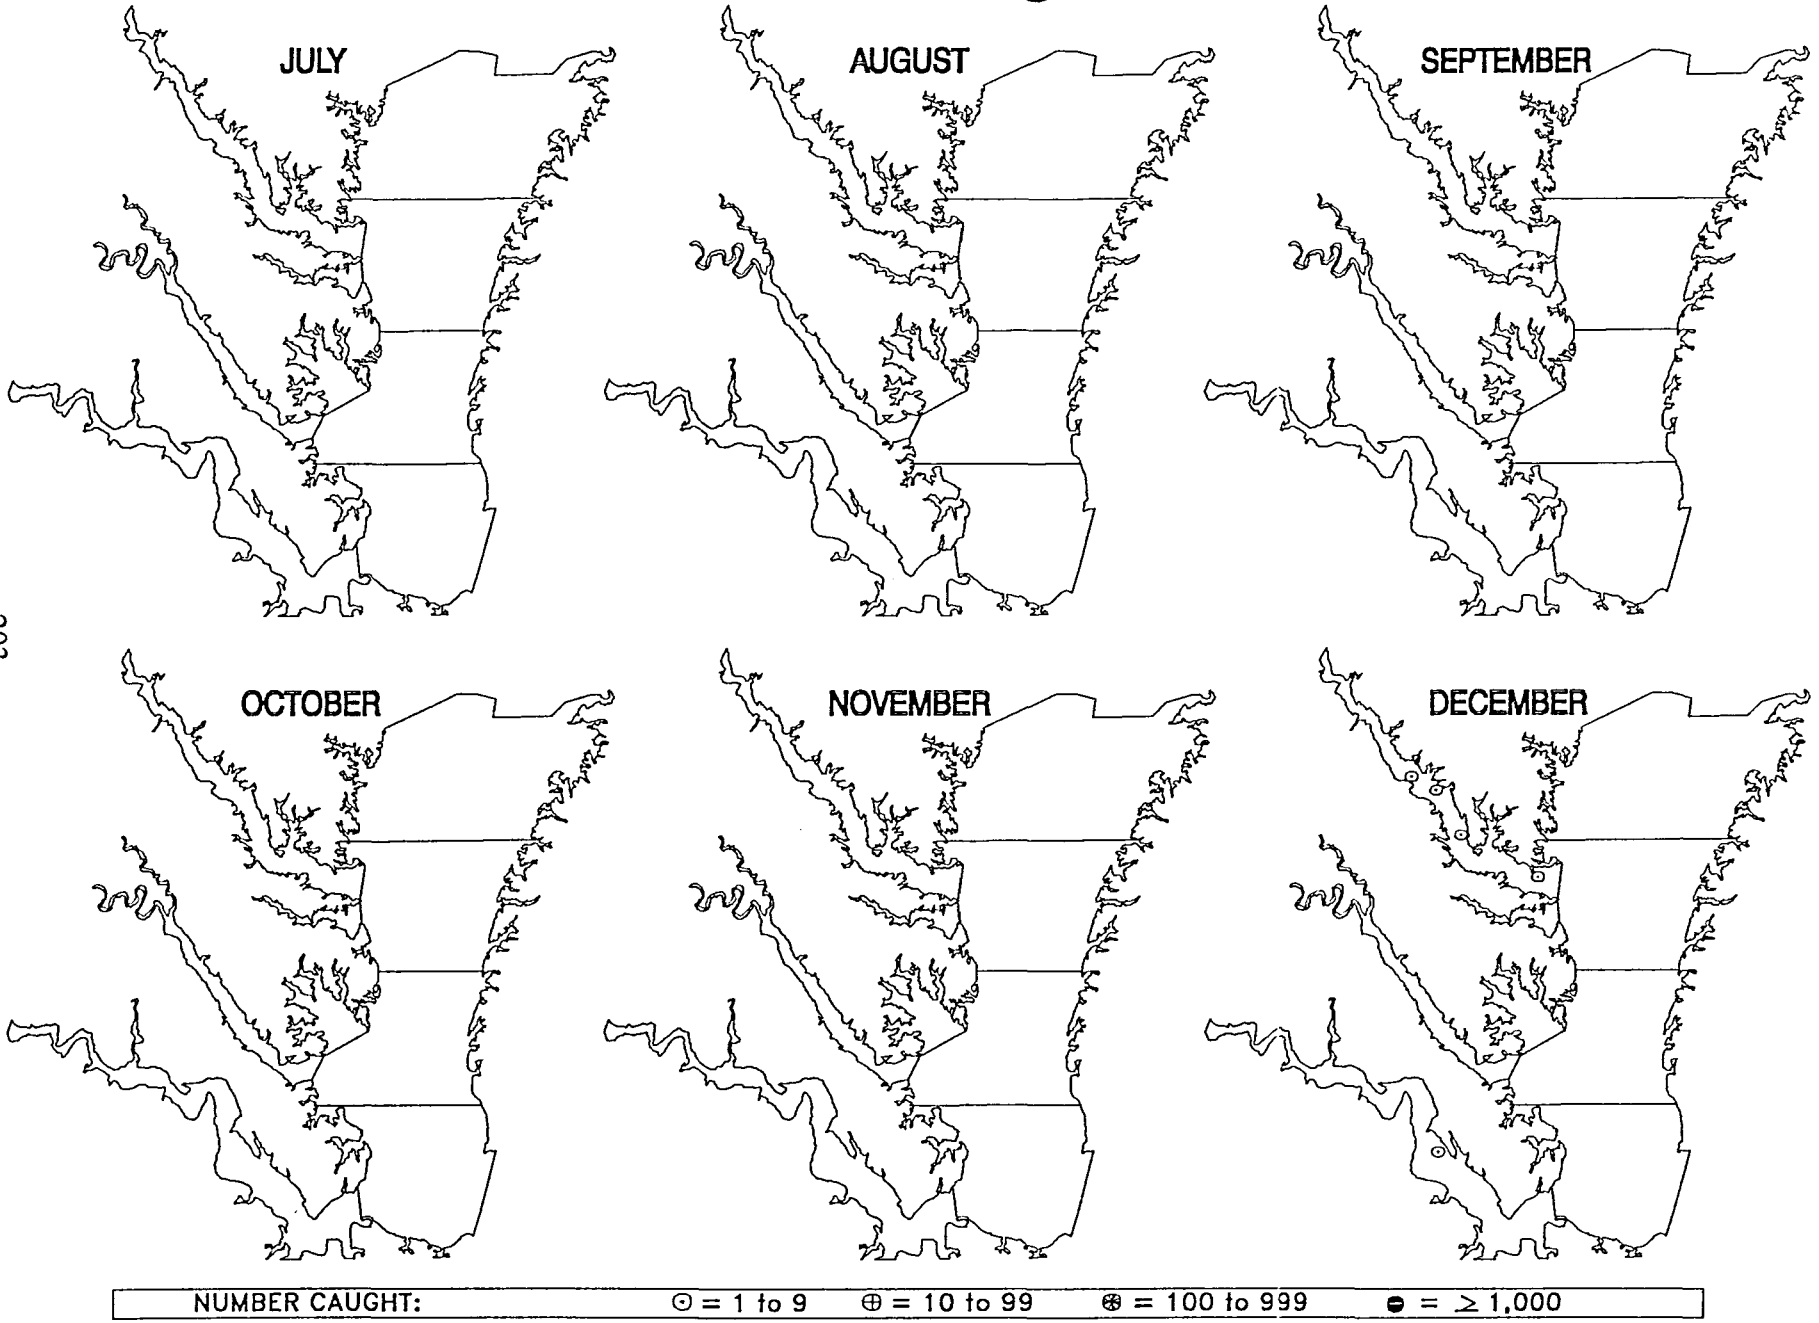 JULY AUGUST SEPTEMBER
OCTOBER NOVEMBER DECEMBER
NUMBER CAUGHT: ⊙ = 1 to 9 ⊕ = 10 to 99 ⊛ = 100 to 999 ⊖ = ≥ 1,000